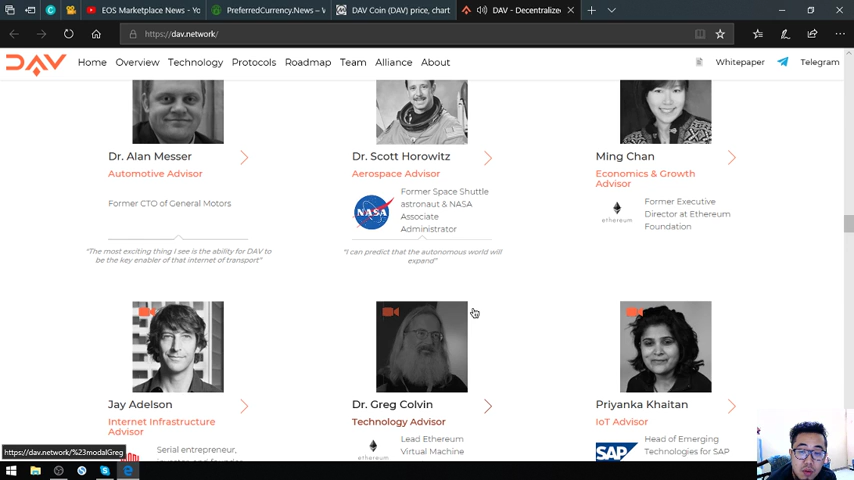 EOS Marketplace News - Yo
PreferredCurrency.News – V
DAV Coin (DAV) price, chart
DAV - Decentralize
https://dav.network/
DAV
Home
Overview
Technology
Protocols
Roadmap
Team
Alliance
About
Whitepaper
Telegram
Dr. Alan Messer
Automotive Advisor
Former CTO of General Motors
"The most exciting thing I see is the ability for DAV to
be the key enabler of that internet of transport"
Dr. Scott Horowitz
Aerospace Advisor
NASA
Former Space Shuttle
astronaut & NASA
Associate
Administrator
"I can predict that the autonomous world will
expand"
Ming Chan
Economics & Growth
Advisor
ethereum
Former Executive
Director at Ethereum
Foundation
Jay Adelson
Internet Infrastructure
Advisor
Serial entrepreneur,
Dr. Greg Colvin
Technology Advisor
ethereum
Lead Ethereum
Virtual Machine
Priyanka Khaitan
IoT Advisor
SAP
Head of Emerging
Technologies for SAP
https://dav.network/%23modalGreg